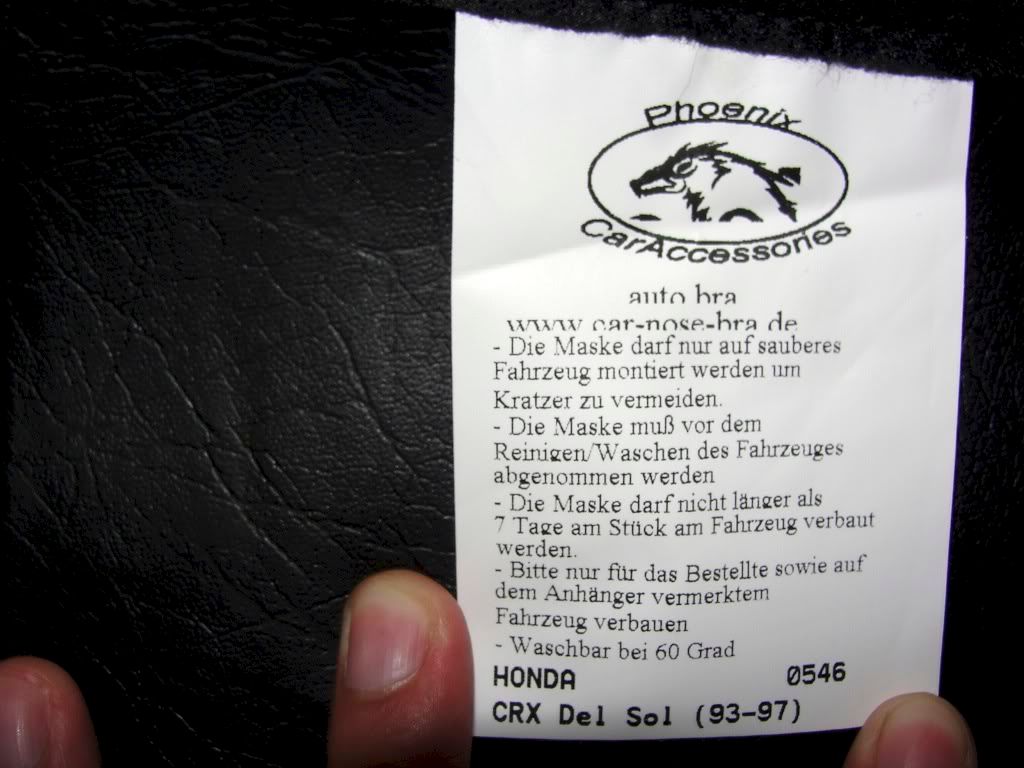 Phoenix
CarAccessories
auto bra
www.car-nose-bra.de
- Die Maske darf nur auf sauberes
Fahrzeug montiert werden um
Kratzer zu vermeiden.
- Die Maske muß vor dem
Reinigen/Waschen des Fahrzeuges
abgenommen werden
- Die Maske darf nicht länger als
7 Tage am Stück am Fahrzeug verbaut
werden.
- Bitte nur für das Bestellte sowie auf
dem Anhänger vermerktem
Fahrzeug verbauen
- Waschbar bei 60 Grad
HONDA 0546
CRX Del Sol (93-97)